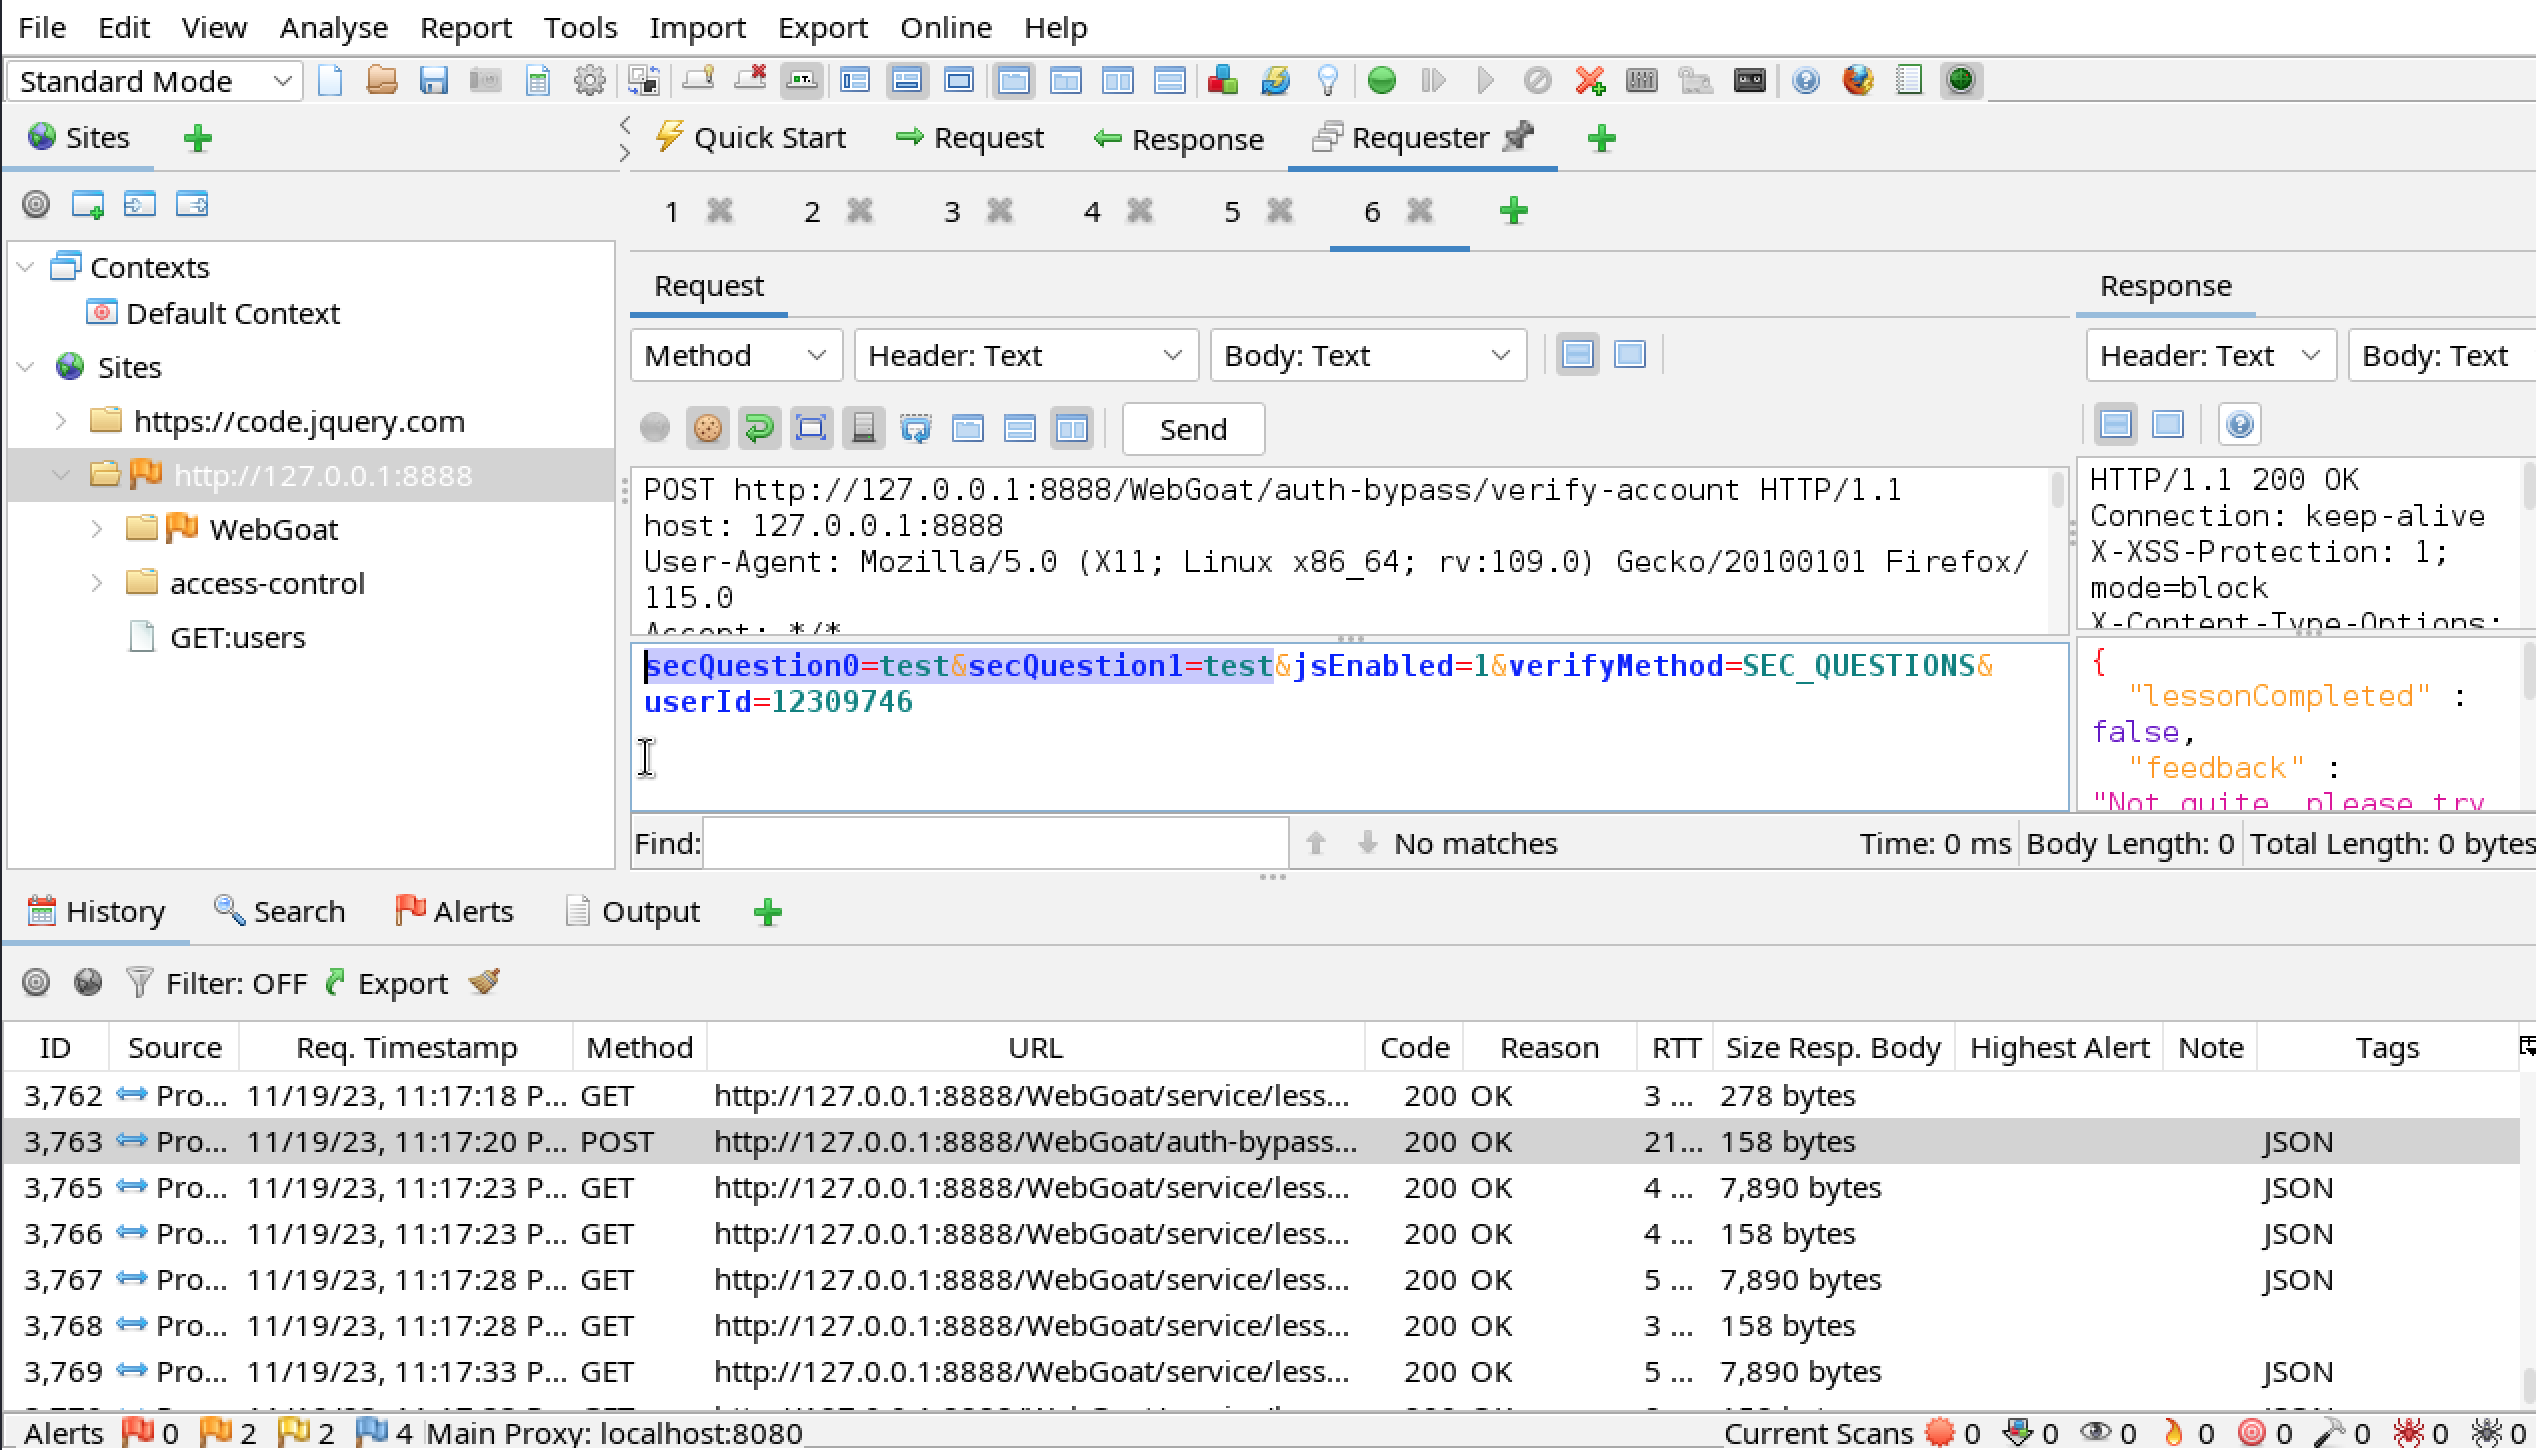 File Edit View Analyse Report Tools Import Export Online Help
Standard Mode
Sites
Quick Start Request Response Requester
1 2 3 4 5 6
Contexts
Default Context
Sites
https://code.jquery.com
http://127.0.0.1:8888
WebGoat
access-control
GET:users
Request
Method Header: Text Body: Text
Send
POST http://127.0.0.1:8888/WebGoat/auth-bypass/verify-account HTTP/1.1
host: 127.0.0.1:8888
User-Agent: Mozilla/5.0 (X11; Linux x86_64; rv:109.0) Gecko/20100101 Firefox/
115.0
Accept: */*
secQuestion0=test&secQuestion1=test&jsEnabled=1&verifyMethod=SEC_QUESTIONS&
userId=12309746
Response
Header: Text Body: Text
HTTP/1.1 200 OK
Connection: keep-alive
X-XSS-Protection: 1;
mode=block
X-Content-Type-Options:
{
"lessonCompleted" :
false,
"feedback" :
"Not quite, please try
Find: No matches Time: 0 ms Body Length: 0 Total Length: 0 bytes
History Search Alerts Output
Filter: OFF Export
ID Source Req. Timestamp Method URL Code Reason RTT Size Resp. Body Highest Alert Note Tags
3,762 Pro... 11/19/23, 11:17:18 P... GET http://127.0.0.1:8888/WebGoat/service/less... 200 OK 3 ... 278 bytes
3,763 Pro... 11/19/23, 11:17:20 P... POST http://127.0.0.1:8888/WebGoat/auth-bypass... 200 OK 21... 158 bytes JSON
3,765 Pro... 11/19/23, 11:17:23 P... GET http://127.0.0.1:8888/WebGoat/service/less... 200 OK 4 ... 7,890 bytes JSON
3,766 Pro... 11/19/23, 11:17:23 P... GET http://127.0.0.1:8888/WebGoat/service/less... 200 OK 4 ... 158 bytes JSON
3,767 Pro... 11/19/23, 11:17:28 P... GET http://127.0.0.1:8888/WebGoat/service/less... 200 OK 5 ... 7,890 bytes JSON
3,768 Pro... 11/19/23, 11:17:28 P... GET http://127.0.0.1:8888/WebGoat/service/less... 200 OK 3 ... 158 bytes
3,769 Pro... 11/19/23, 11:17:33 P... GET http://127.0.0.1:8888/WebGoat/service/less... 200 OK 5 ... 7,890 bytes JSON
Alerts 0 2 2 4 Main Proxy: localhost:8080 Current Scans 0 0 0 0 0 0 0 0